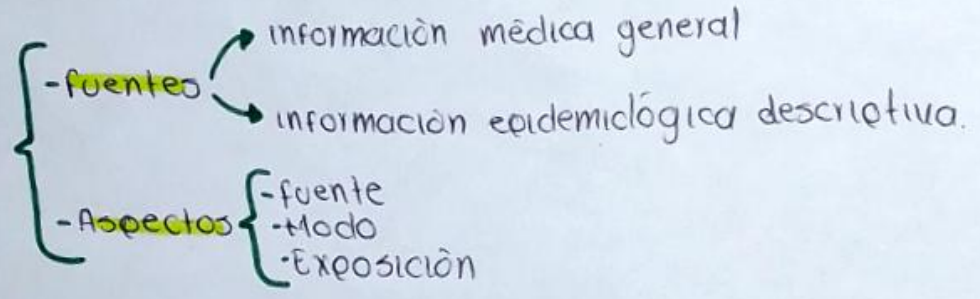 información médica general
-fuentes
información epidemiológica descriptiva.
-fuente
-Aspectos
-Modo
-Exposición